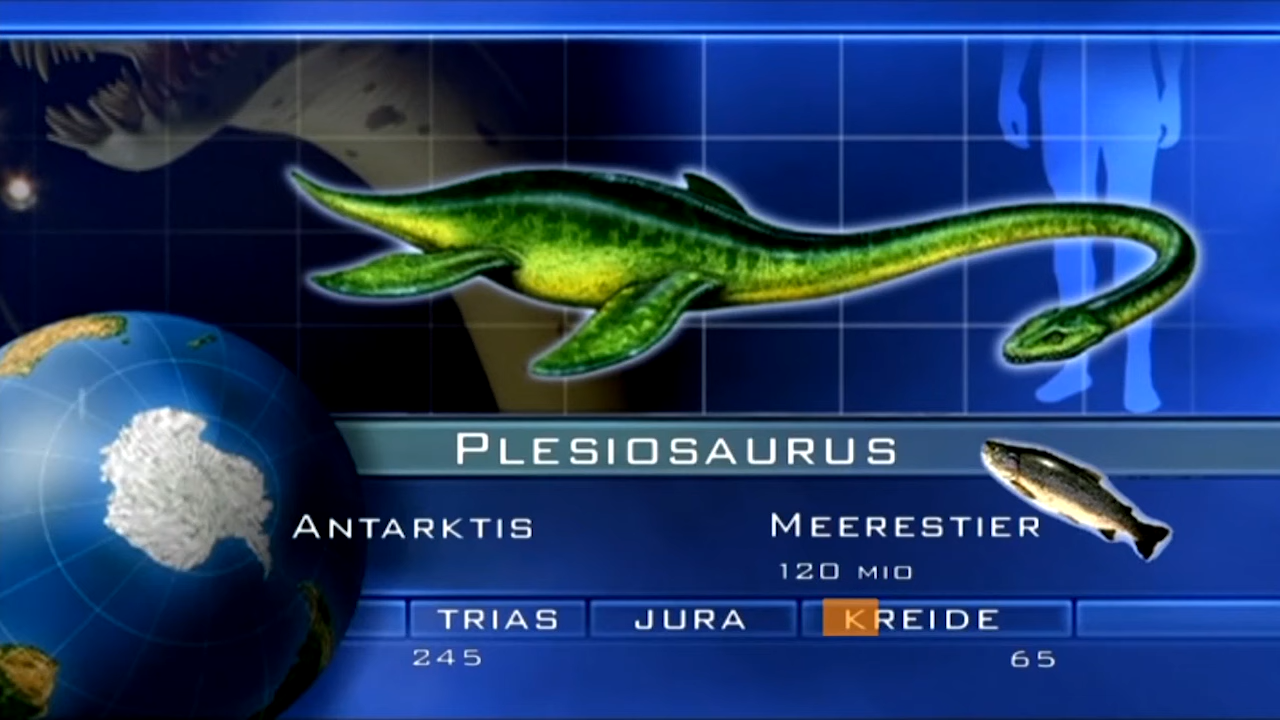 PLESIOSAURUS
ANTARKTIS
MEERESTIER
120 MIO
TRIAS JURA KREIDE
245 65